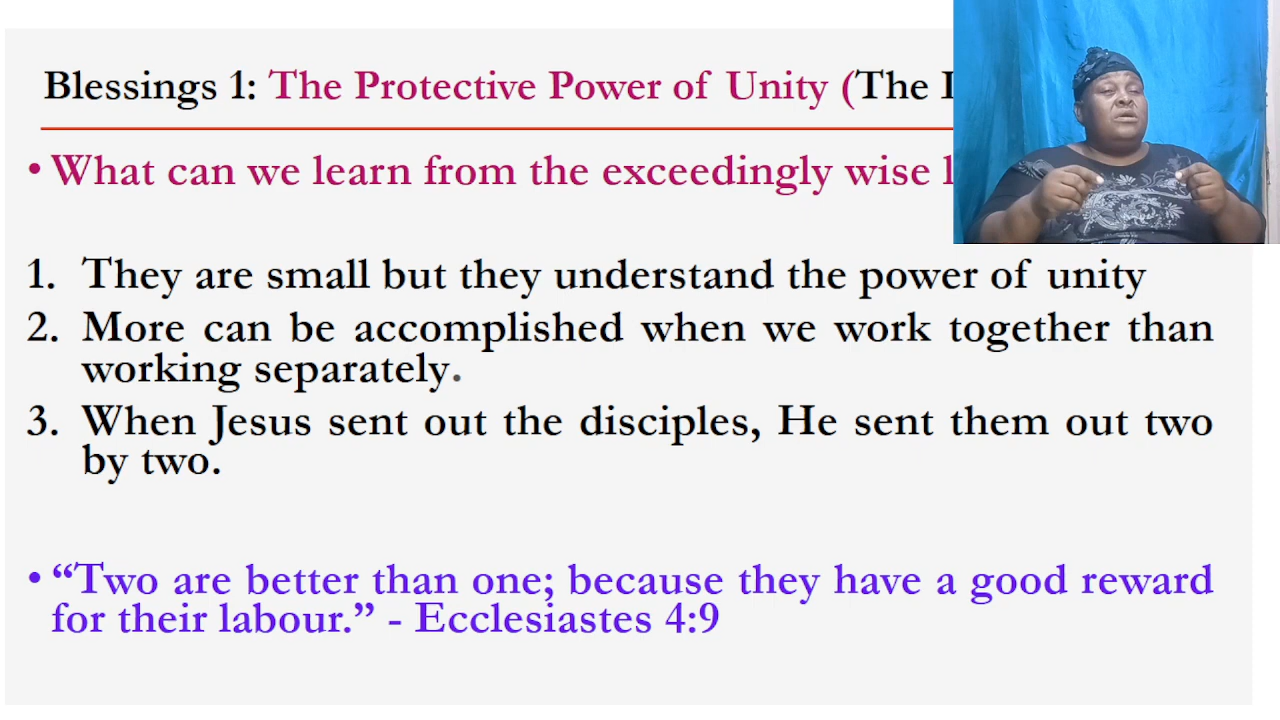 Blessings 1: The Protective Power of Unity (The
• What can we learn from the exceedingly wise
1. They are small but they understand the power of unity
2. More can be accomplished when we work together than
working separately.
3. When Jesus sent out the disciples, He sent them out two
by two.
• “Two are better than one; because they have a good reward
for their labour.” - Ecclesiastes 4:9